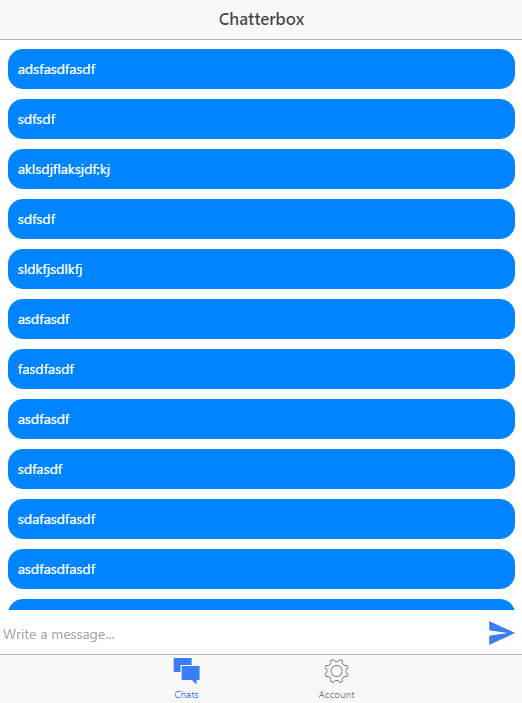 Chatterbox
adsfasdfasdf
sdfsdf
aklsdjflaksjdf;kj
sdfsdf
sldkfjsdlkfj
asdfasdf
fasdfasdf
asdfasdf
sdfasdf
sdafasdfasdf
asdfasdfasdf
Write a message...
Chats
Account